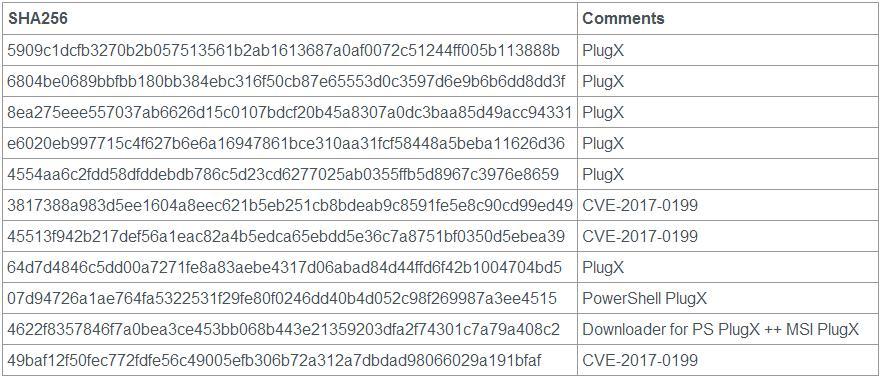 SHA256 Comments
5909c1dcfb3270b2b057513561b2ab1613687a0af0072c51244ff005b113888b PlugX
6804be0689bbfbb180bb384ebc316f50cb87e65553d0c3597d6e9b6b6dd8dd3f PlugX
8ea275eee557037ab6626d15c0107bdcf20b45a8307a0dc3baa85d49acc94331 PlugX
e6020eb997715c4f627b6e6a16947861bce310aa31fcf58448a5beba11626d36 PlugX
4554aa6c2fdd58dfddebdb786c5d23cd6277025ab0355ffb5d8967c3976e8659 PlugX
3817388a983d5ee1604a8eec621b5eb251cb8bdeab9c8591fe5e8c90cd99ed49 CVE-2017-0199
45513f942b217def56a1eac82a4b5edca65ebdd5e36c7a8751bf0350d5ebea39 CVE-2017-0199
64d7d4846c5dd00a7271fe8a83aebe4317d06abad84d44ffd6f42b1004704bd5 PlugX
07d94726a1ae764fa5322531f29fe80f0246dd40b4d052c98f269987a3ee4515 PowerShell PlugX
4622f8357846f7a0bea3ce453bb068b443e21359203dfa2f74301c7a79a408c2 Downloader for PS PlugX ++ MSI PlugX
49baf12f50fec772fdfe56c49005efb306b72a312a7dbdad98066029a191bfaf CVE-2017-0199